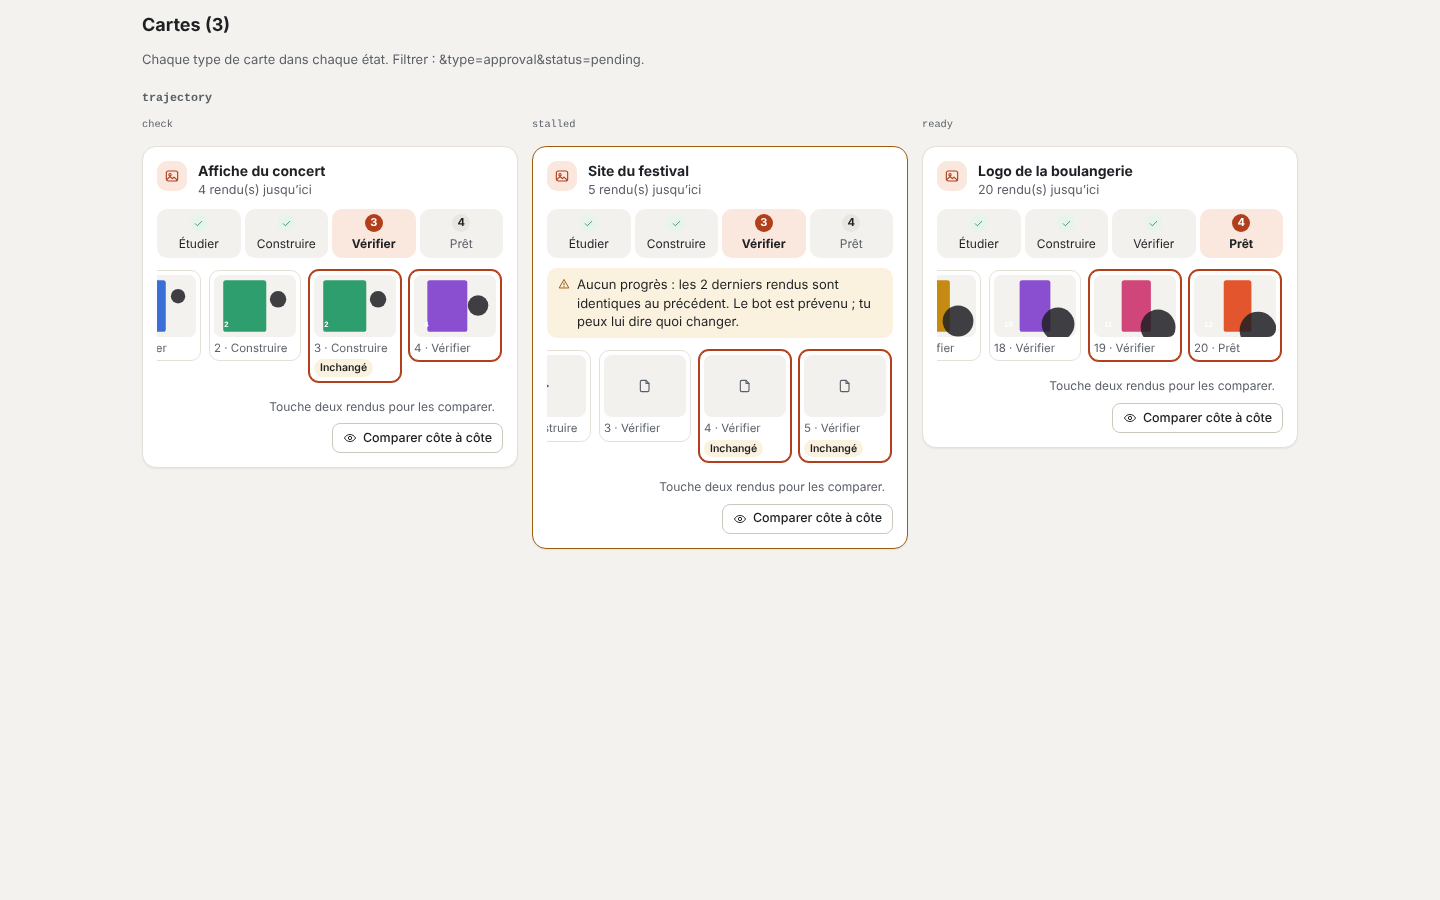 Cartes (3)
Chaque type de carte dans chaque état. Filtrer : &type=approval&status=pending.
trajectory
check
Affiche du concert
4 rendu(s) jusqu’ici
Étudier
Construire
3
Vérifier
4
Prêt
er
2
2 · Construire
2
3 · Construire
Inchangé
4 · Vérifier
Touche deux rendus pour les comparer.
Comparer côte à côte
stalled
Site du festival
5 rendu(s) jusqu’ici
Étudier
Construire
3
Vérifier
4
Prêt
Aucun progrès : les 2 derniers rendus sont
identiques au précédent. Le bot est prévenu ; tu
peux lui dire quoi changer.
struire
3 · Vérifier
4 · Vérifier
Inchangé
5 · Vérifier
Inchangé
Touche deux rendus pour les comparer.
Comparer côte à côte
ready
Logo de la boulangerie
20 rendu(s) jusqu’ici
Étudier
Construire
Vérifier
4
Prêt
fier
18 · Vérifier
19 · Vérifier
20 · Prêt
Touche deux rendus pour les comparer.
Comparer côte à côte